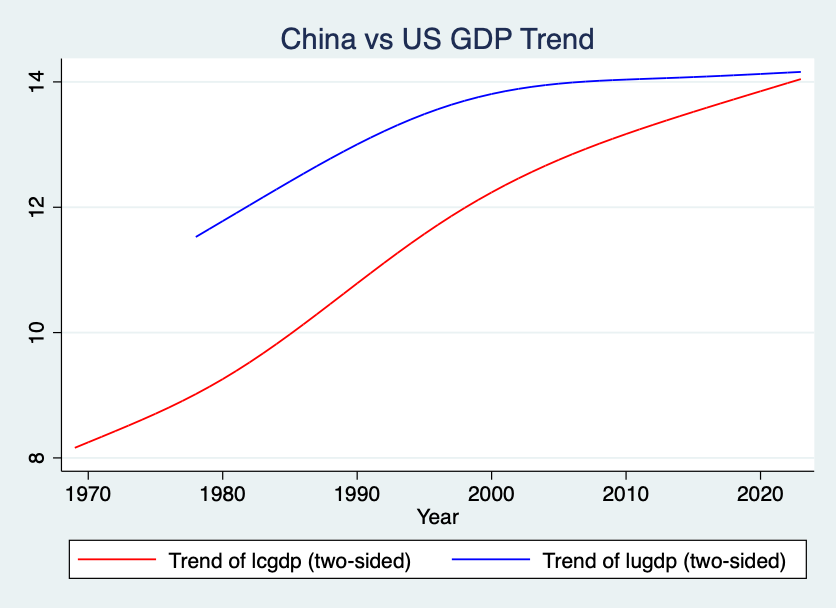 China vs US GDP Trend
14
12
10
8
1970 1980 1990 2000 2010 2020
Year
Trend of lcgdp (two-sided) Trend of lugdp (two-sided)